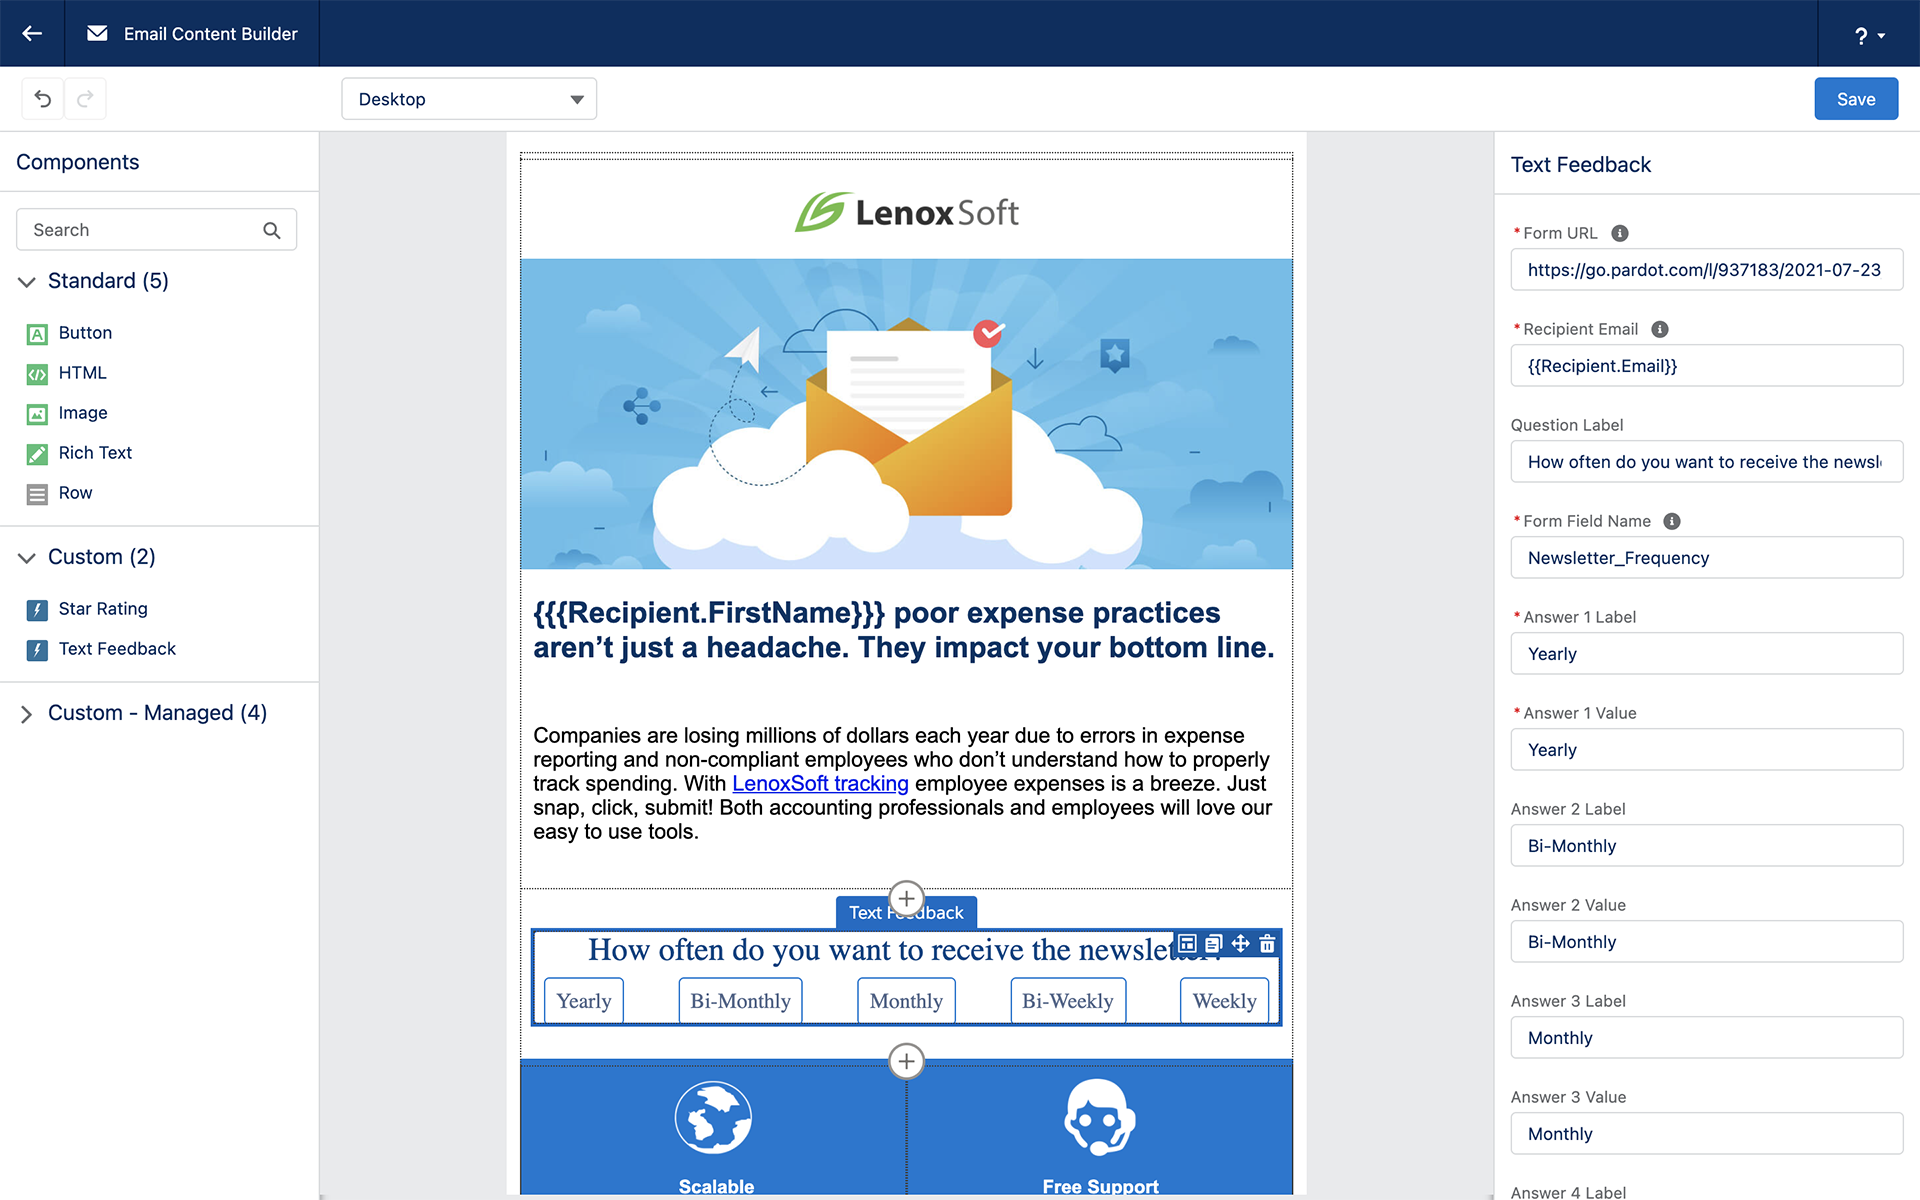 Email Content Builder
?
Desktop
Save
Components
Search
Standard (5)
Button
HTML
Image
Rich Text
Row
Custom (2)
Star Rating
Text Feedback
Custom - Managed (4)
LenoxSoft
{{{Recipient.FirstName}}} poor expense practices
aren’t just a headache. They impact your bottom line.
Companies are losing millions of dollars each year due to errors in expense
reporting and non-compliant employees who don’t understand how to properly
track spending. With LenoxSoft tracking employee expenses is a breeze. Just
snap, click, submit! Both accounting professionals and employees will love our
easy to use tools.
Text Feedback
How often do you want to receive the newsletter?
Yearly
Bi-Monthly
Monthly
Bi-Weekly
Weekly
Scalable
Free Support
Text Feedback
*Form URL
https://go.pardot.com/l/937183/2021-07-23
*Recipient Email
{{Recipient.Email}}
Question Label
How often do you want to receive the newsl
*Form Field Name
Newsletter_Frequency
*Answer 1 Label
Yearly
*Answer 1 Value
Yearly
Answer 2 Label
Bi-Monthly
Answer 2 Value
Bi-Monthly
Answer 3 Label
Monthly
Answer 3 Value
Monthly
Answer 4 Label